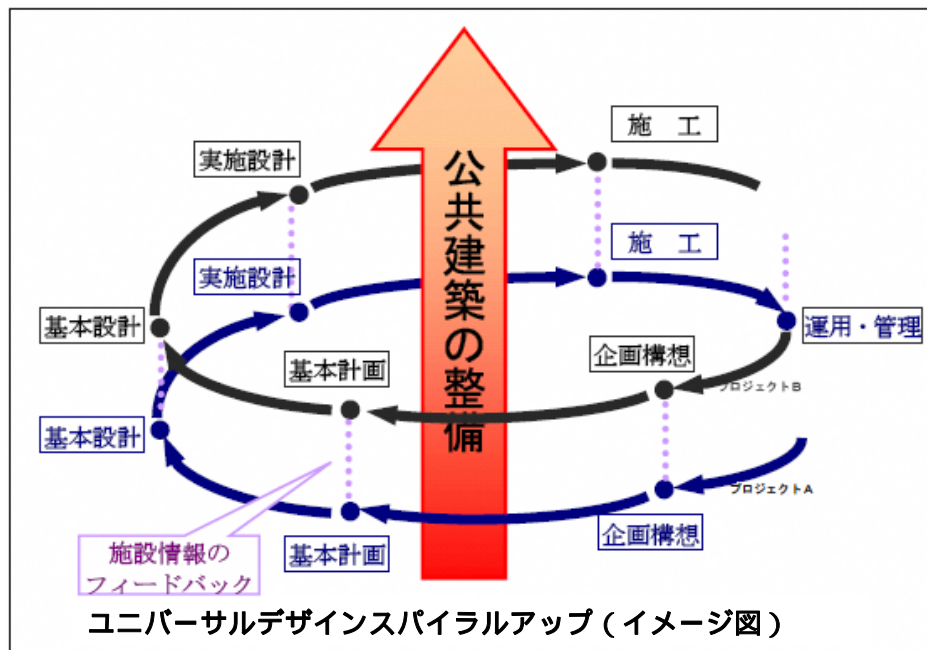 施 工
実施設計
公共建築の整備
施 工
実施設計
基本設計
運用・管理
企画構想
基本計画
プロジェクトB
基本設計
プロジェクトA
企画構想
基本計画
施設情報の
フィードバック
ユニバーサルデザインスパイラルアップ（イメージ図）